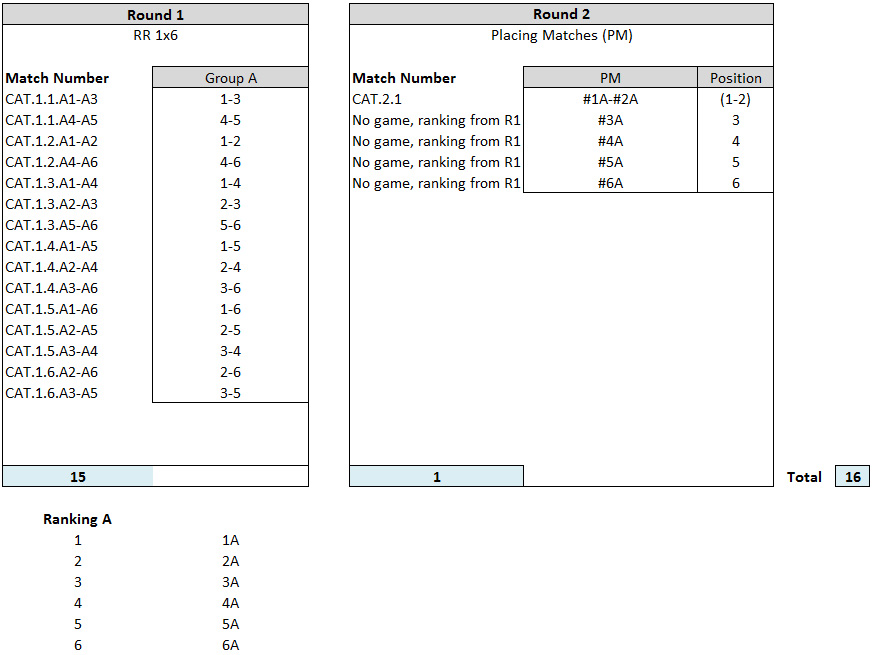 Round 1
RR 1x6
Match Number Group A
CAT.1.1.A1-A3 1-3
CAT.1.1.A4-A5 4-5
CAT.1.2.A1-A2 1-2
CAT.1.2.A4-A6 4-6
CAT.1.3.A1-A4 1-4
CAT.1.3.A2-A3 2-3
CAT.1.3.A5-A6 5-6
CAT.1.4.A1-A5 1-5
CAT.1.4.A2-A4 2-4
CAT.1.4.A3-A6 3-6
CAT.1.5.A1-A6 1-6
CAT.1.5.A2-A5 2-5
CAT.1.5.A3-A4 3-4
CAT.1.6.A2-A6 2-6
CAT.1.6.A3-A5 3-5
15
Round 2
Placing Matches (PM)
Match Number PM Position
CAT.2.1 #1A-#2A (1-2)
No game, ranking from R1 #3A 3
No game, ranking from R1 #4A 4
No game, ranking from R1 #5A 5
No game, ranking from R1 #6A 6
1
Total 16
Ranking A
1 1A
2 2A
3 3A
4 4A
5 5A
6 6A